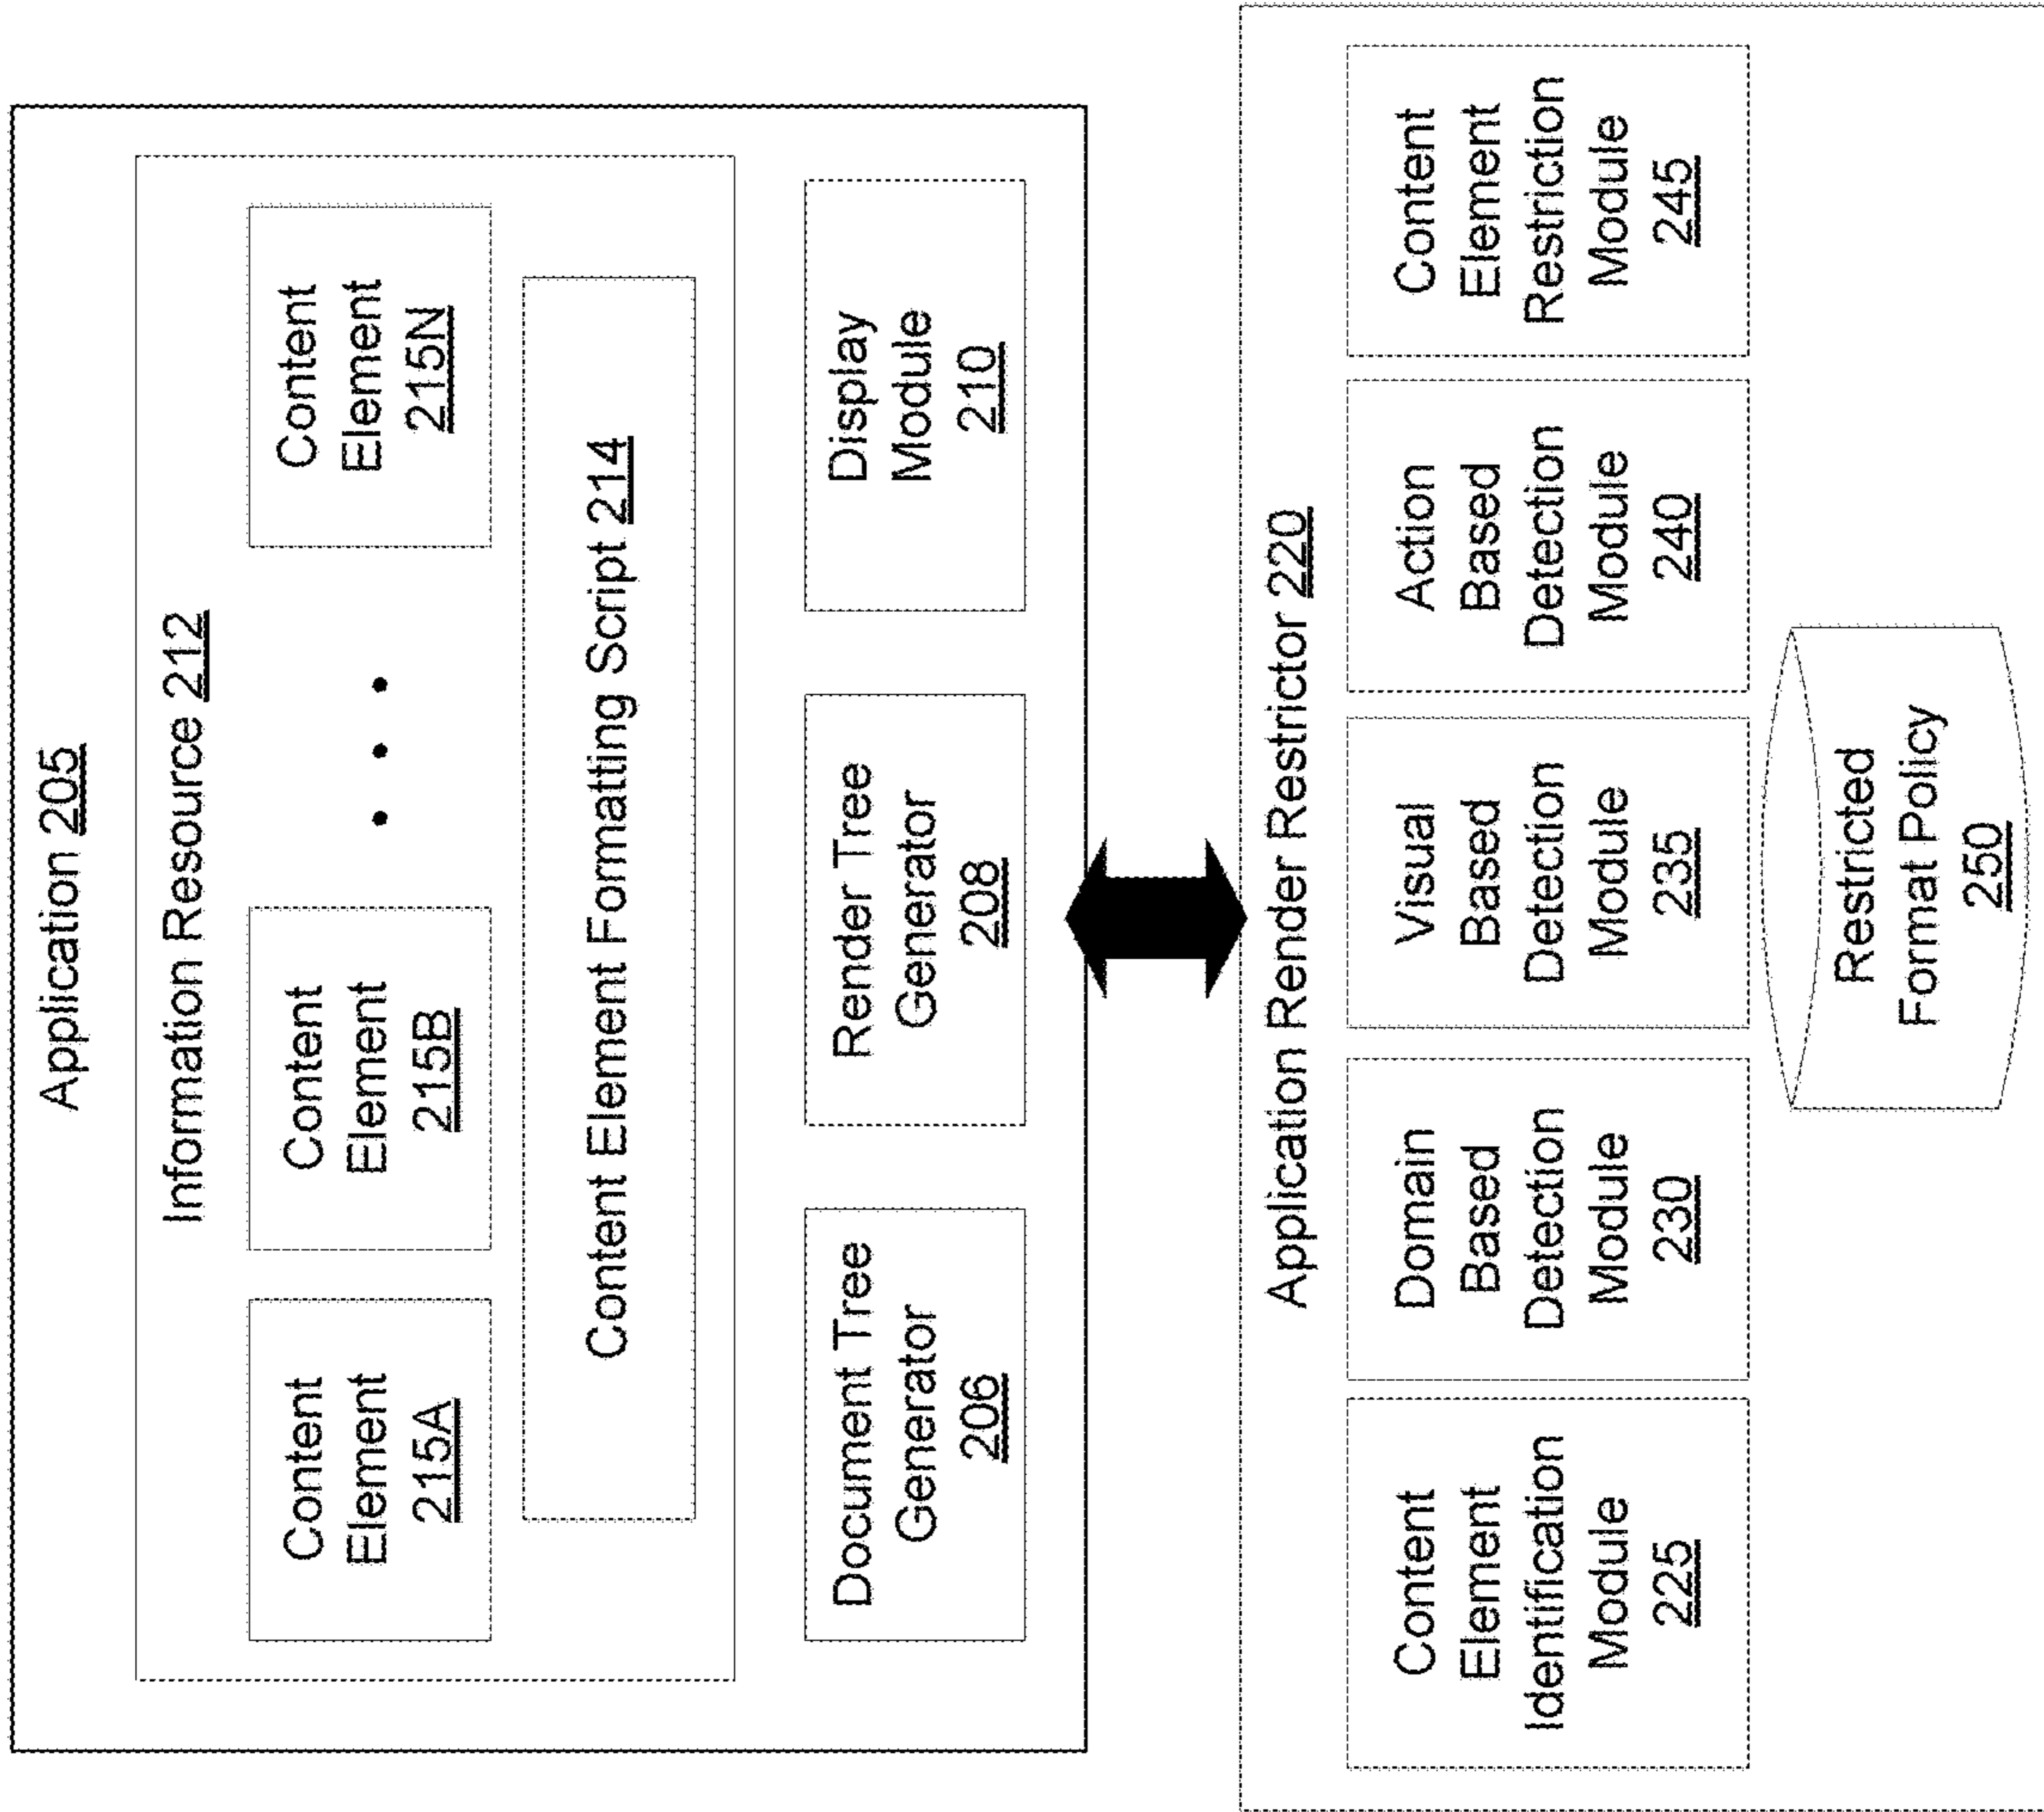 Application 205
Information Resource 212
Content
Element
215A
Content
Element
215B
Content
Element
215N
Content Element Formatting Script 214
Document Tree
Generator
206
Render Tree
Generator
208
Display
Module
210
Application Render Restrictor 220
Content
Element
Identification
Module
225
Domain
Based
Detection
Module
230
Visual
Based
Detection
Module
235
Action
Based
Detection
Module
240
Content
Element
Restriction
Module
245
Restricted
Format Policy
250